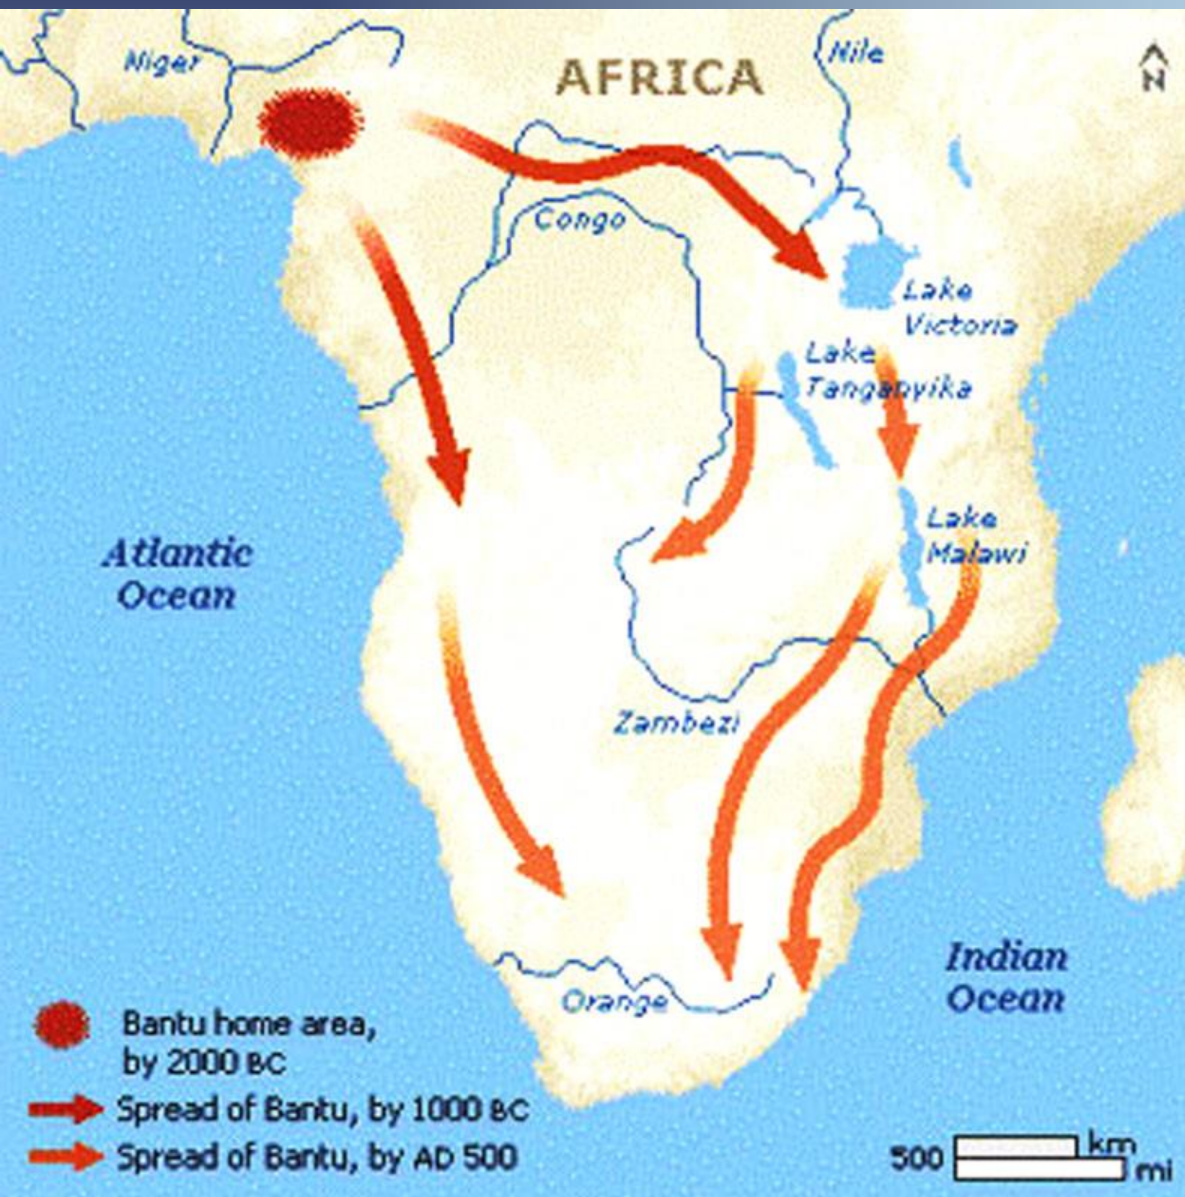 Niger
AFRICA
Nile
N
Congo
Lake
Victoria
Lake
Tanganyika
Lake
Malawi
Atlantic
Ocean
Zambezi
Indian
Ocean
Orange
Bantu home area,
by 2000 BC
Spread of Bantu, by 1000 BC
Spread of Bantu, by AD 500
500 km
mi